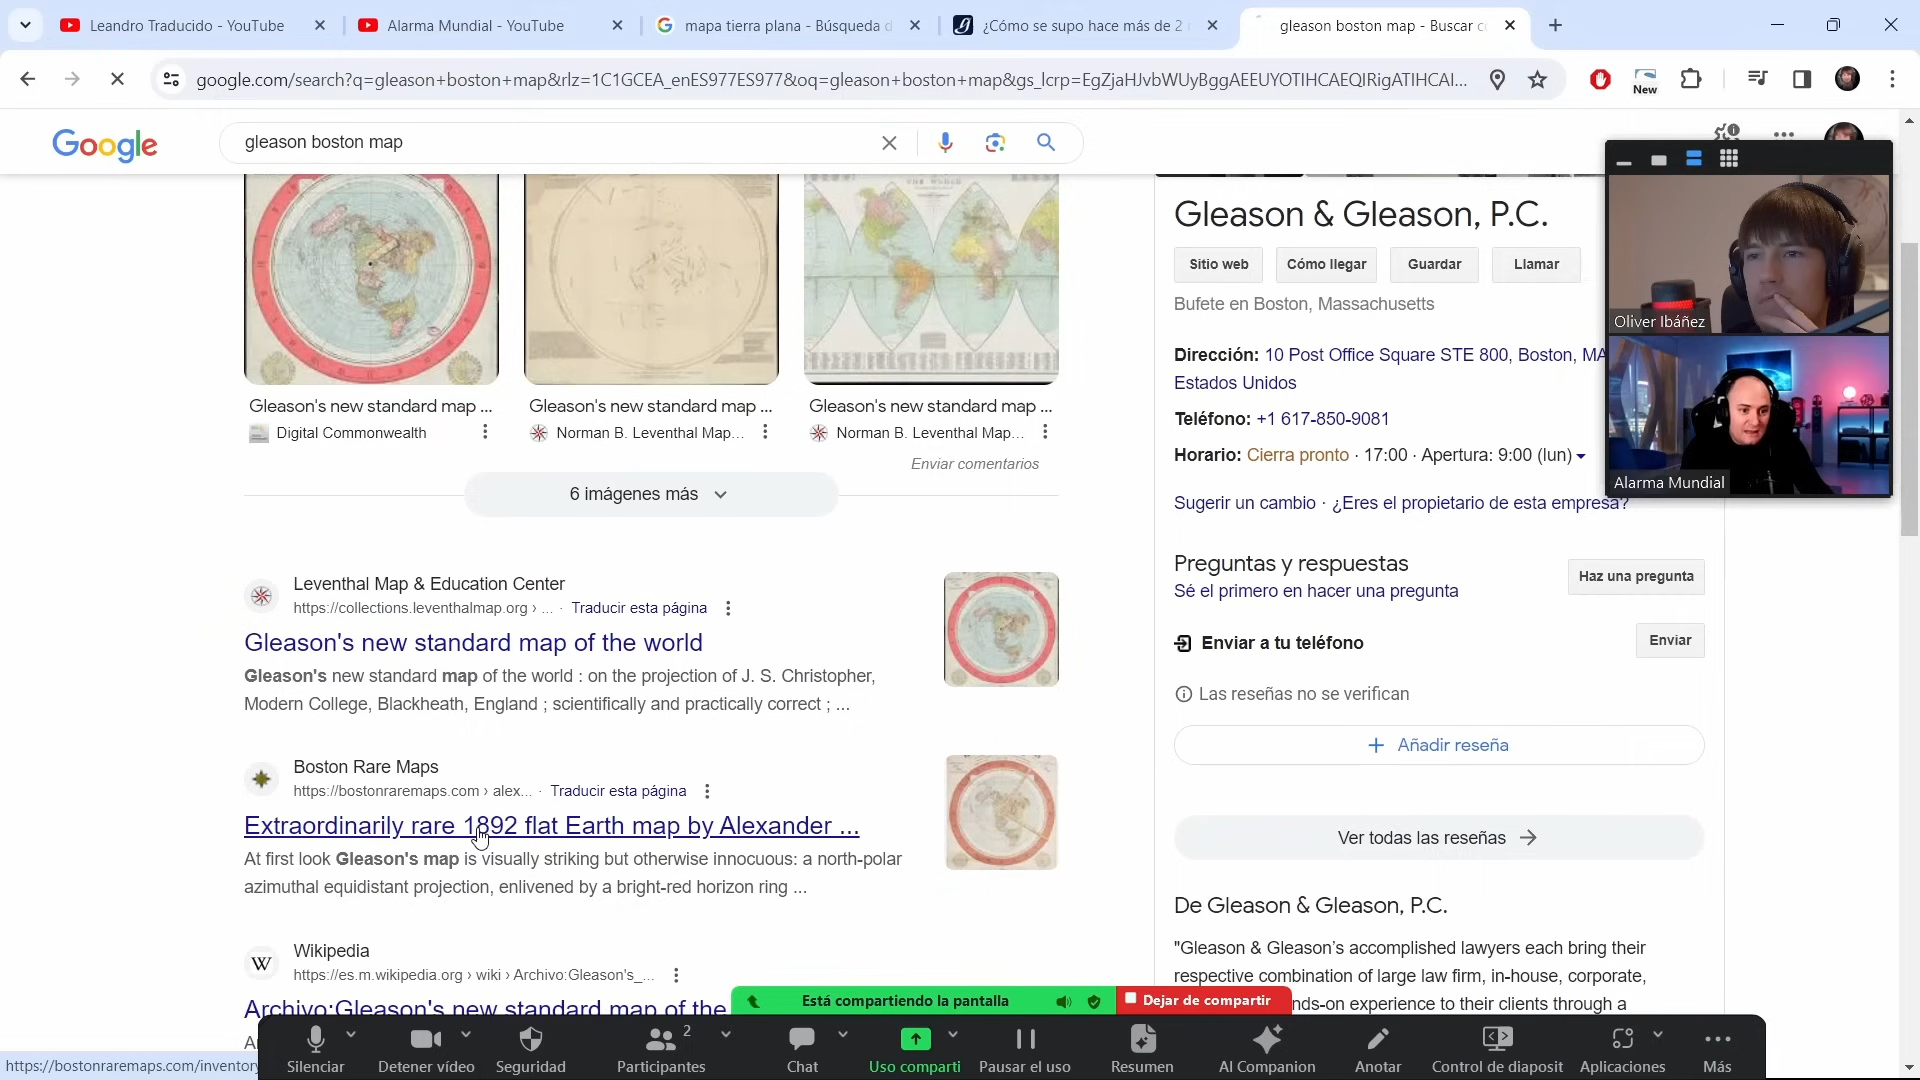 Leandro Traducido - YouTube
Alarma Mundial - YouTube
mapa tierra plana - Búsqueda d
¿Cómo se supo hace más de 2
gleason boston map - Buscar c
google.com/search?q=gleason+boston+map&rlz=1C1GCEA_enES977ES977&oq=gleason+boston+map&gs_lcrp=EgZjaHJvbWUyBggAEEUYOTIHCAEQIRigATIHCAI...
New
Google
gleason boston map
Gleason's new standard map ...
Digital Commonwealth
Gleason's new standard map ...
Norman B. Leventhal Map...
Gleason's new standard map ...
Norman B. Leventhal Map...
Enviar comentarios
6 imágenes más
Leventhal Map & Education Center
https://collections.leventhalmap.org › ... · Traducir esta página
Gleason's new standard map of the world
Gleason's new standard map of the world : on the projection of J. S. Christopher,
Modern College, Blackheath, England ; scientifically and practically correct ; ...
Boston Rare Maps
https://bostonraremaps.com › alex... · Traducir esta página
Extraordinarily rare 1892 flat Earth map by Alexander ...
At first look Gleason's map is visually striking but otherwise innocuous: a north-polar
azimuthal equidistant projection, enlivened by a bright-red horizon ring ...
W
Wikipedia
https://es.m.wikipedia.org › wiki › Archivo:Gleason's_...
Archivo:Gleason's new standard map of the
Gleason & Gleason, P.C.
Sitio web
Cómo llegar
Guardar
Llamar
Bufete en Boston, Massachusetts
Dirección: 10 Post Office Square STE 800, Boston, MA
Estados Unidos
Teléfono: +1 617-850-9081
Horario: Cierra pronto · 17:00 · Apertura: 9:00 (lun)
Sugerir un cambio · ¿Eres el propietario de esta empresa?
Preguntas y respuestas
Sé el primero en hacer una pregunta
Haz una pregunta
Enviar a tu teléfono
Enviar
Las reseñas no se verifican
Añadir reseña
Ver todas las reseñas
De Gleason & Gleason, P.C.
"Gleason & Gleason's accomplished lawyers each bring their
respective combination of large law firm, in-house, corporate,
nds-on experience to their clients through a
Oliver Ibáñez
Alarma Mundial
Está compartiendo la pantalla
Dejar de compartir
https://bostonraremaps.com/inventory
Silenciar
Detener vídeo
Seguridad
Participantes
2
Chat
Uso comparti
Pausar el uso
Resumen
AI Companion
Anotar
Control de diaposit
Aplicaciones
Más